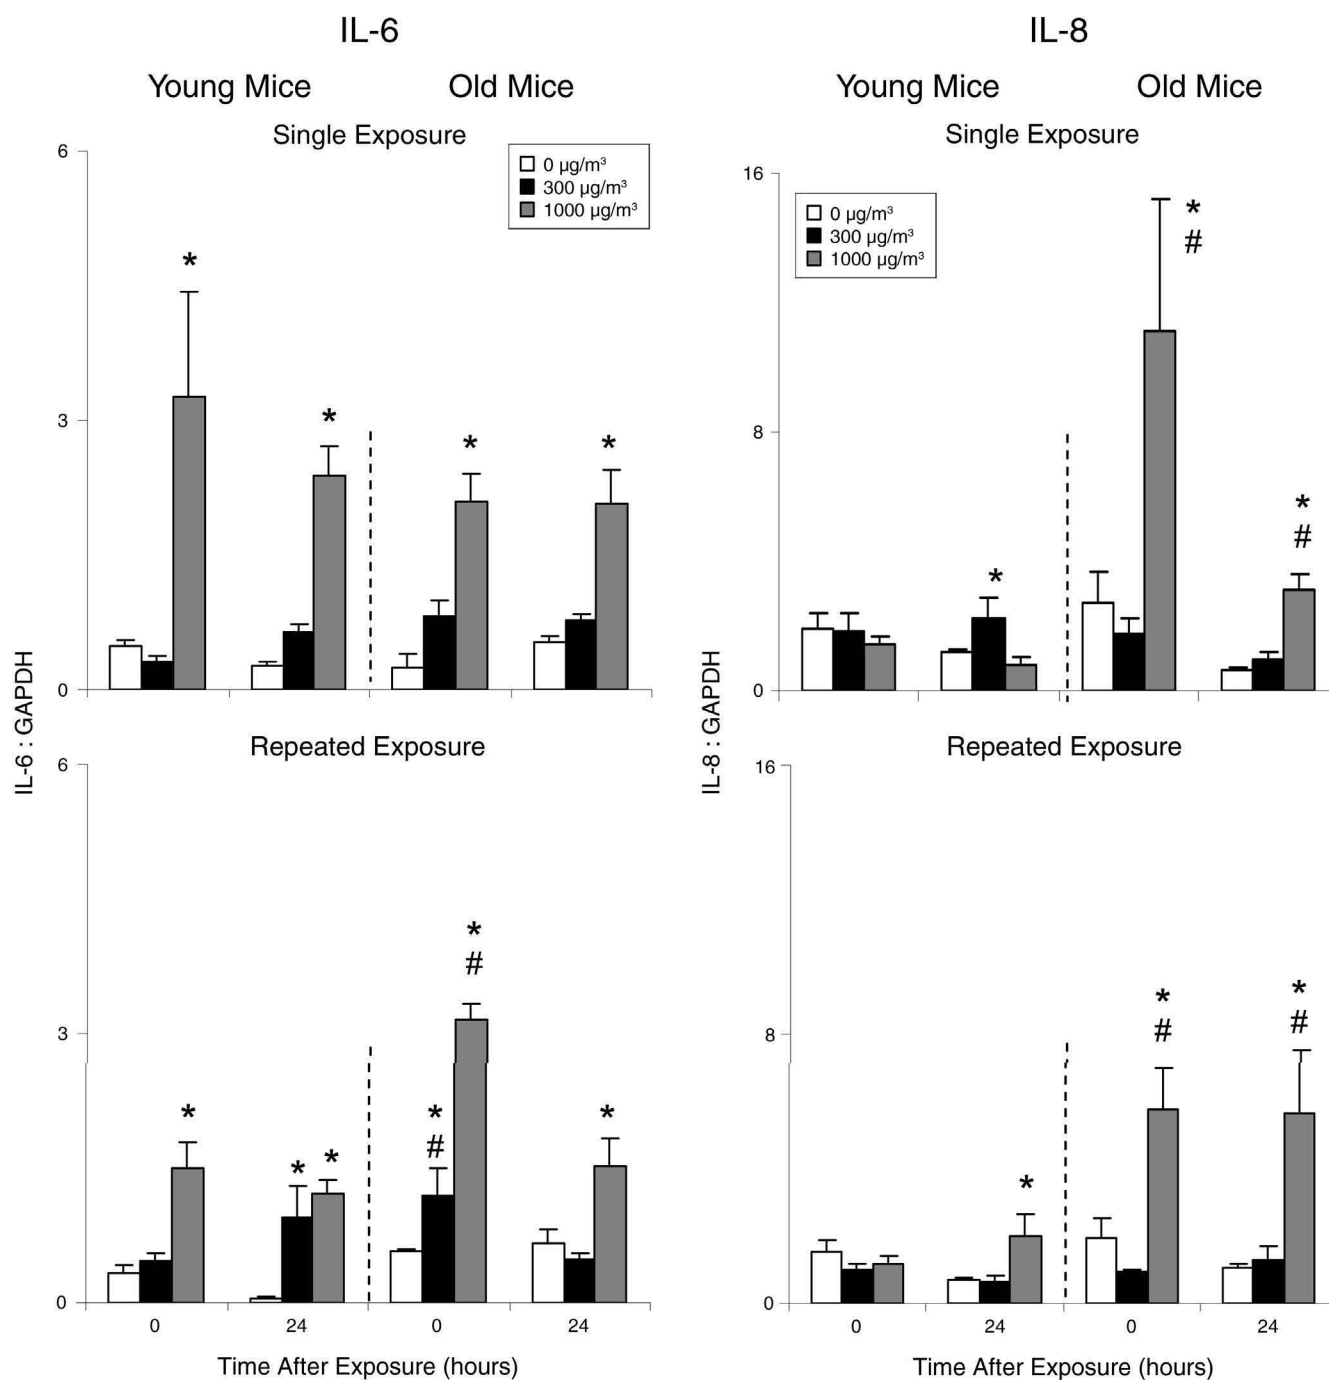 IL-6
Young Mice Old Mice
Single Exposure
6
0 µg/m³
300 µg/m³
1000 µg/m³
*
*
*
*
3
0
IL-6 : GAPDH
Repeated Exposure
6
*
#
3
*
*
*
*
#
*
0
0 24 0 24
Time After Exposure (hours)
IL-8
Young Mice Old Mice
Single Exposure
16
0 µg/m³
300 µg/m³
1000 µg/m³
*
#
8
*
#
*
0
IL-8 : GAPDH
Repeated Exposure
16
*
#
*
#
8
*
0
0 24 0 24
Time After Exposure (hours)